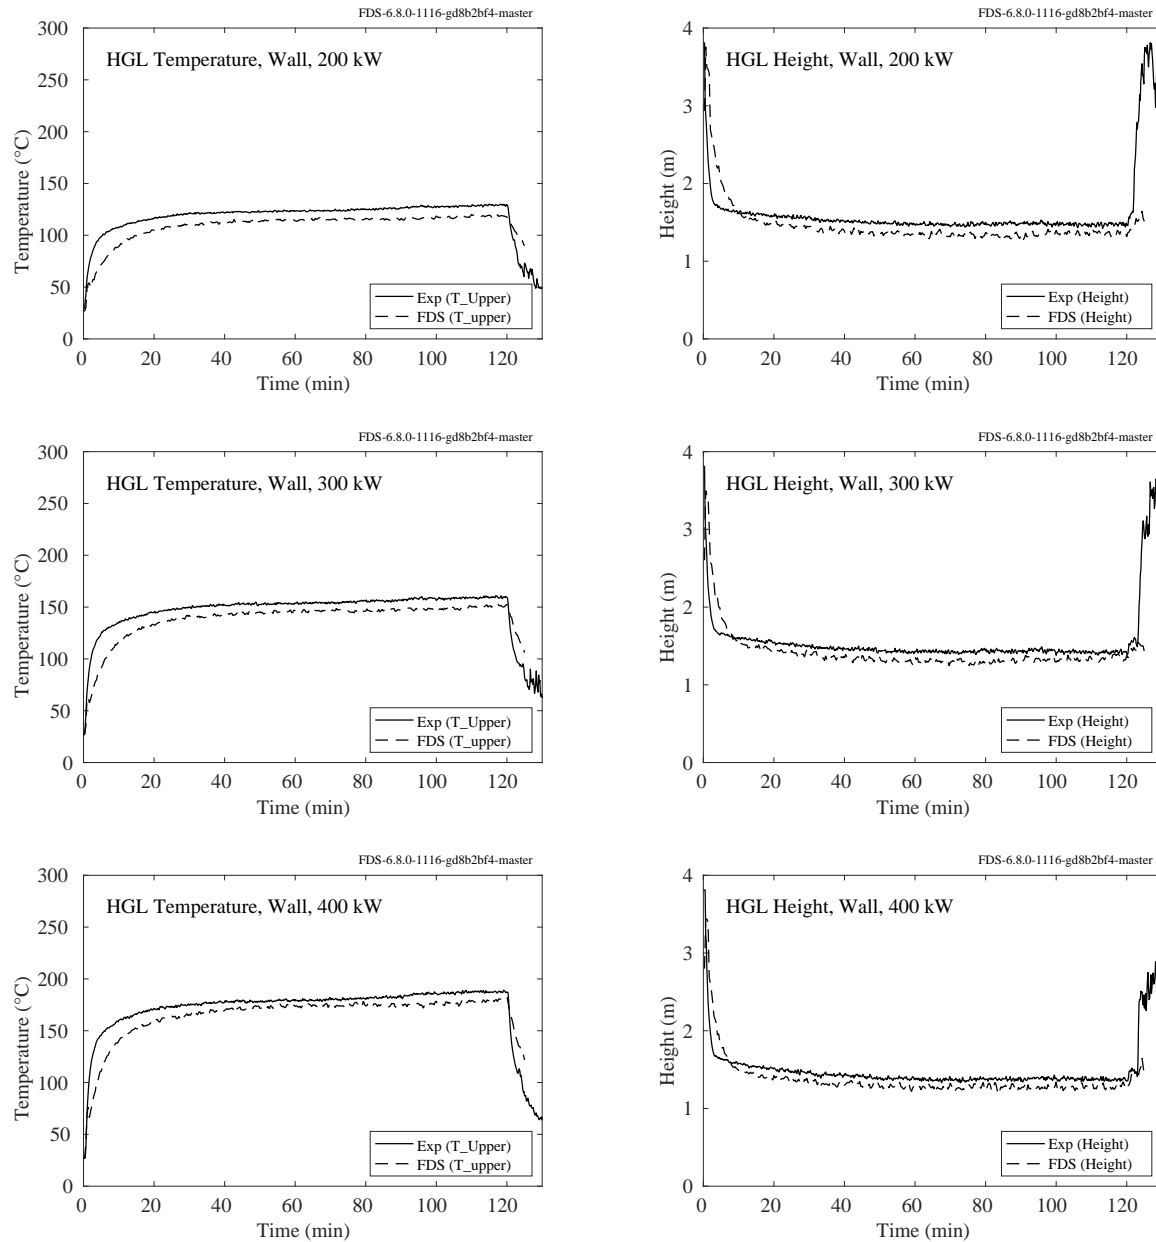 FDS-6.8.0-1116-gd8b2bf4-master
HGL Temperature, Wall, 200 kW
Temperature (°C)
300
250
200
150
100
50
0
Exp (T_Upper)
FDS (T_upper)
0 20 40 60 80 100 120
Time (min)
FDS-6.8.0-1116-gd8b2bf4-master
HGL Height, Wall, 200 kW
Height (m)
4
3
2
1
0
Exp (Height)
FDS (Height)
0 20 40 60 80 100 120
Time (min)
FDS-6.8.0-1116-gd8b2bf4-master
HGL Temperature, Wall, 300 kW
Temperature (°C)
300
250
200
150
100
50
0
Exp (T_Upper)
FDS (T_upper)
0 20 40 60 80 100 120
Time (min)
FDS-6.8.0-1116-gd8b2bf4-master
HGL Height, Wall, 300 kW
Height (m)
4
3
2
1
0
Exp (Height)
FDS (Height)
0 20 40 60 80 100 120
Time (min)
FDS-6.8.0-1116-gd8b2bf4-master
HGL Temperature, Wall, 400 kW
Temperature (°C)
300
250
200
150
100
50
0
Exp (T_Upper)
FDS (T_upper)
0 20 40 60 80 100 120
Time (min)
FDS-6.8.0-1116-gd8b2bf4-master
HGL Height, Wall, 400 kW
Height (m)
4
3
2
1
0
Exp (Height)
FDS (Height)
0 20 40 60 80 100 120
Time (min)